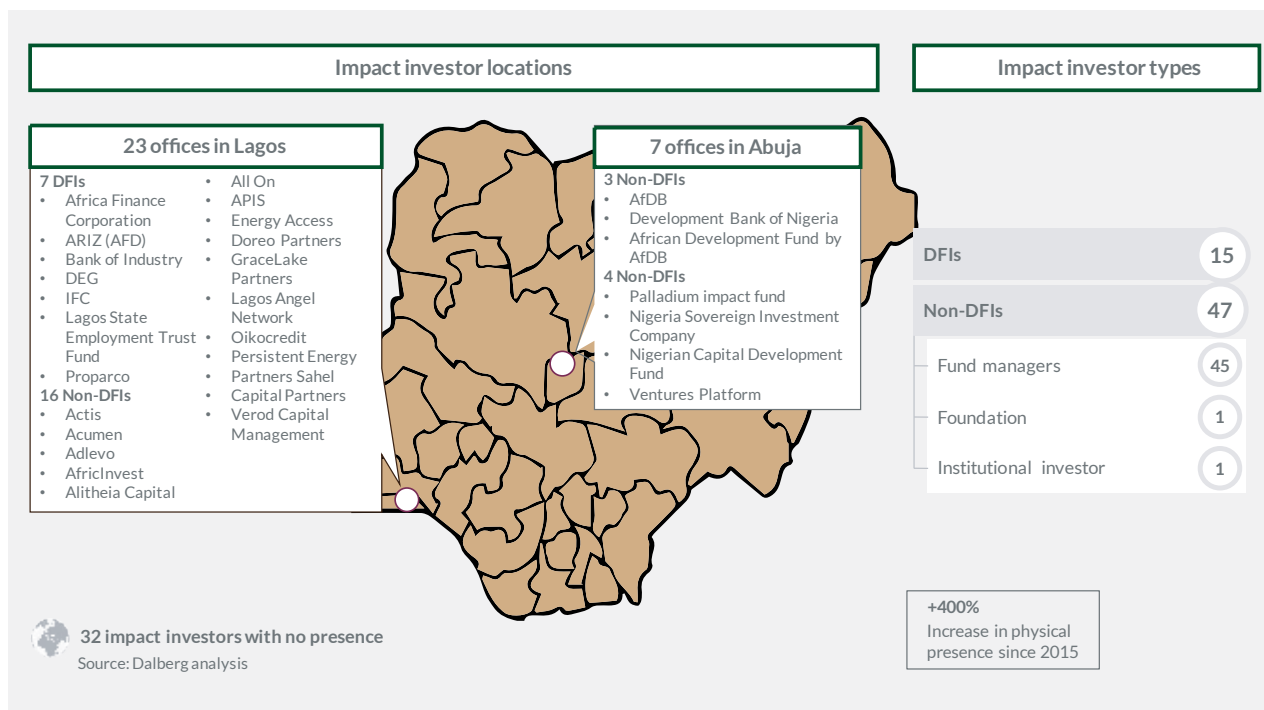 Impact investor locations
Impact investor types
23 offices in Lagos
7 DFIs
• Africa Finance
Corporation
• ARIZ (AFD)
• Bank of Industry
• DEG
• IFC
• Lagos State
Employment Trust
Fund
• Proparco
16 Non-DFIs
• Actis
• Acumen
• Adlevo
• AfricInvest
• Alitheia Capital
• All On
• APIS
• Energy Access
• Doreo Partners
• GraceLake
Partners
• Lagos Angel
Network
• Oikocredit
• Persistent Energy
• Partners Sahel
• Capital Partners
• Verod Capital
Management
7 offices in Abuja
3 Non-DFIs
• AfDB
• Development Bank of Nigeria
• African Development Fund by
AfDB
4 Non-DFIs
• Palladium impact fund
• Nigeria Sovereign Investment
Company
• Nigerian Capital Development
Fund
• Ventures Platform
DFIs 15
Non-DFIs 47
Fund managers 45
Foundation 1
Institutional investor 1
32 impact investors with no presence
Source: Dalberg analysis
+400%
Increase in physical
presence since 2015